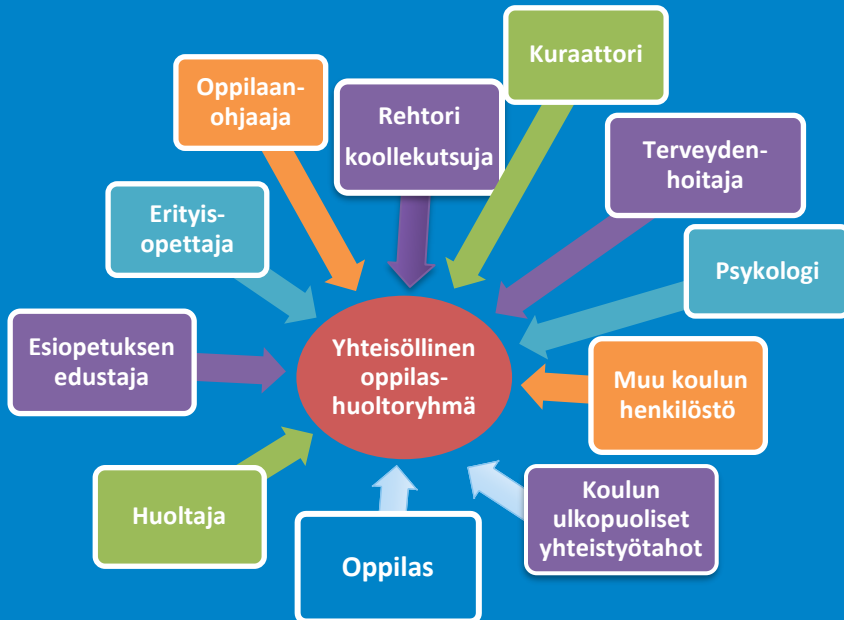 Kuraattori
Oppilaan-
ohjaaja
Rehtori
koollekutsuja
Terveyden-
hoitaja
Erityis-
opettaja
Psykologi
Esiopetuksen
edustaja
Yhteisöllinen
oppilas-
huoltoryhmä
Muu koulun
henkilöstö
Huoltaja
Oppilas
Koulun
ulkopuoliset
yhteistyötahot